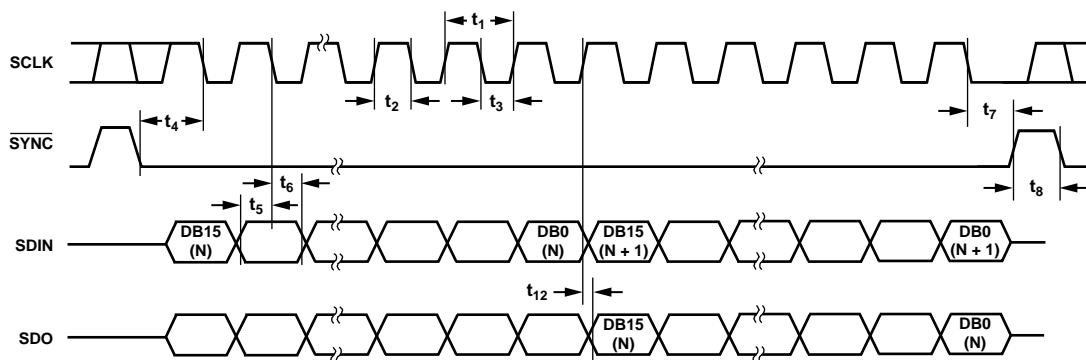 t1
SCLK
t2
t3
t4
t7
SYNC
t6
t8
t5
SDIN
DB15
(N)
DB0
(N)
DB15
(N + 1)
DB0
(N + 1)
t12
SDO
DB15
(N)
DB0
(N)